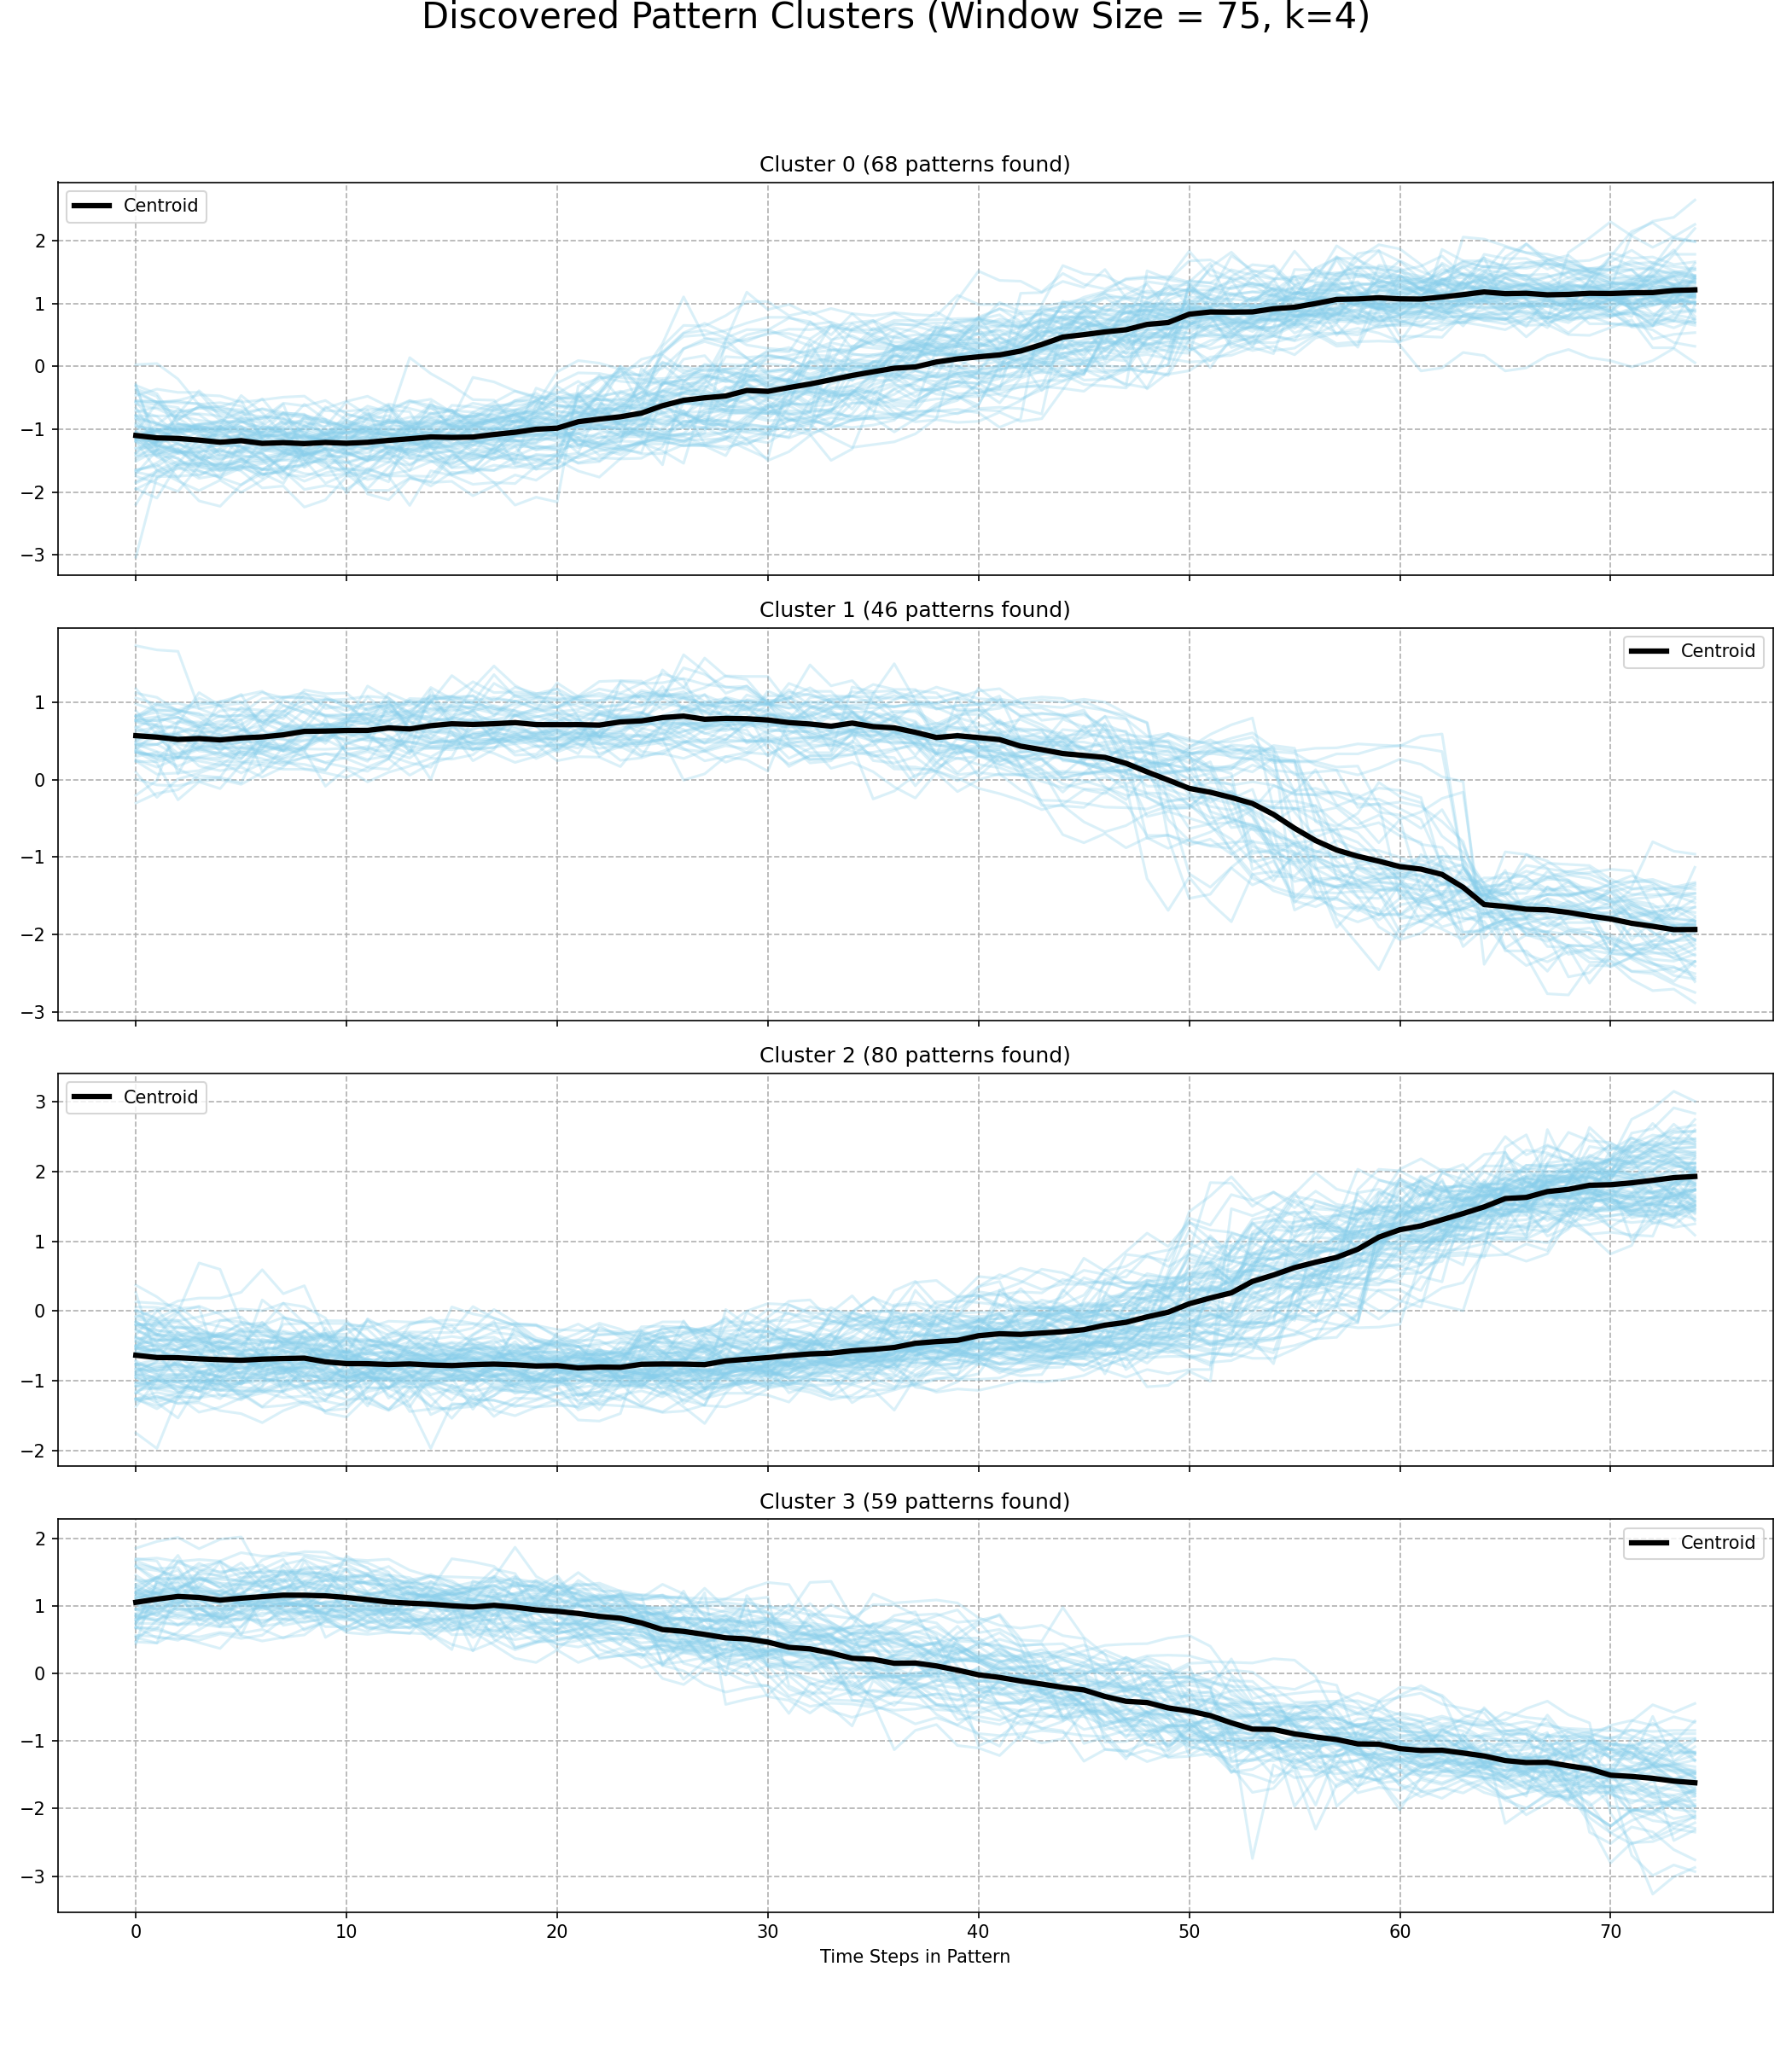 Discovered Pattern Clusters (Window Size = 75, k=4)
Cluster 0 (68 patterns found)
Centroid
2
1
0
−1
−2
−3
Cluster 1 (46 patterns found)
Centroid
1
0
−1
−2
−3
Cluster 2 (80 patterns found)
Centroid
3
2
1
0
−1
−2
Cluster 3 (59 patterns found)
Centroid
2
1
0
−1
−2
−3
0 10 20 30 40 50 60 70
Time Steps in Pattern